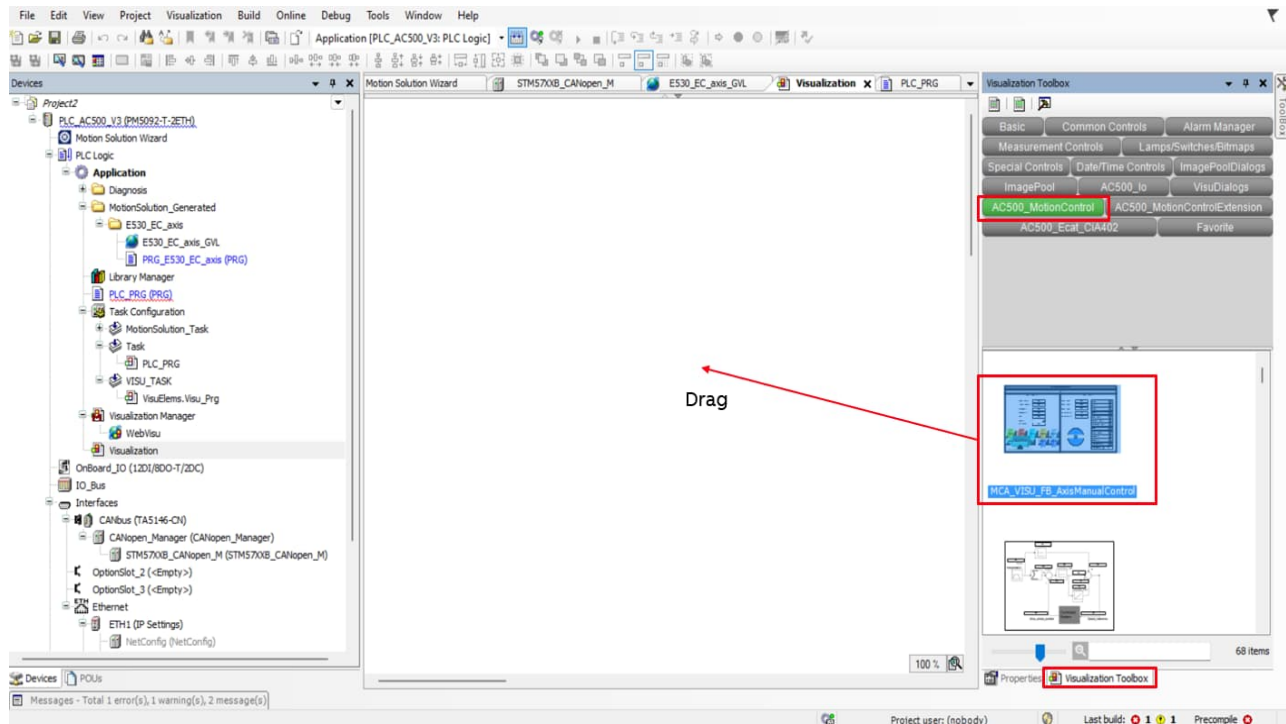 File Edit View Project Visualization Build Online Debug Tools Window Help
Application [PLC_AC500_V3: PLC Logic]
Devices
Project2
PLC_AC500_V3 (PM5092-T-2ETH)
Motion Solution Wizard
PLC Logic
Application
Diagnosis
MotionSolution_Generated
E530_EC_axis
E530_EC_axis_GVL
PRG_E530_EC_axis (PRG)
Library Manager
PLC_PRG (PRG)
Task Configuration
MotionSolution_Task
Task
PLC_PRG
VISU_TASK
VisuElems.Visu_Prg
Visualization Manager
WebVisu
Visualization
OnBoard_IO (12DI/8DO-T/2DC)
IO_Bus
Interfaces
CANbus (TA5146-CN)
CANopen_Manager (CANopen_Manager)
STM57XXB_CANopen_M (STM57XXB_CANopen_M)
OptionSlot_2 (<Empty>)
OptionSlot_3 (<Empty>)
Ethernet
ETH1 (IP Settings)
NetConfig (NetConfig)
Devices POUs
Messages - Total 1 error(s), 1 warning(s), 2 message(s)
Motion Solution Wizard STM57XXB_CANopen_M E530_EC_axis_GVL Visualization PLC_PRG
Drag
100 %
Visualization Toolbox
Basic Common Controls Alarm Manager
Measurement Controls Lamps/Switches/Bitmaps
Special Controls Date/Time Controls ImagePoolDialogs
ImagePool AC500_Io VisuDialogs
AC500_MotionControl AC500_MotionControlExtension
AC500_Ecat_CiA402 Favorite
MCA_VISU_FB_AxisManualControl
68 items
Properties Visualization Toolbox
ToolBox
Project user: (nobody) Last build: 0 1 Precompile